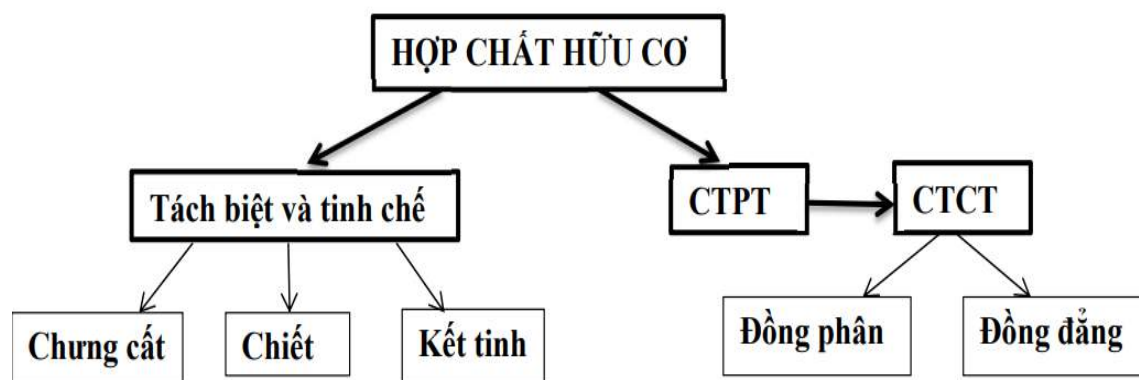 HỢP CHẤT HỮU CƠ
Tách biệt và tinh chế
CTPT
CTCT
Chưng cất
Chiết
Kết tinh
Đồng phân
Đồng đẳng